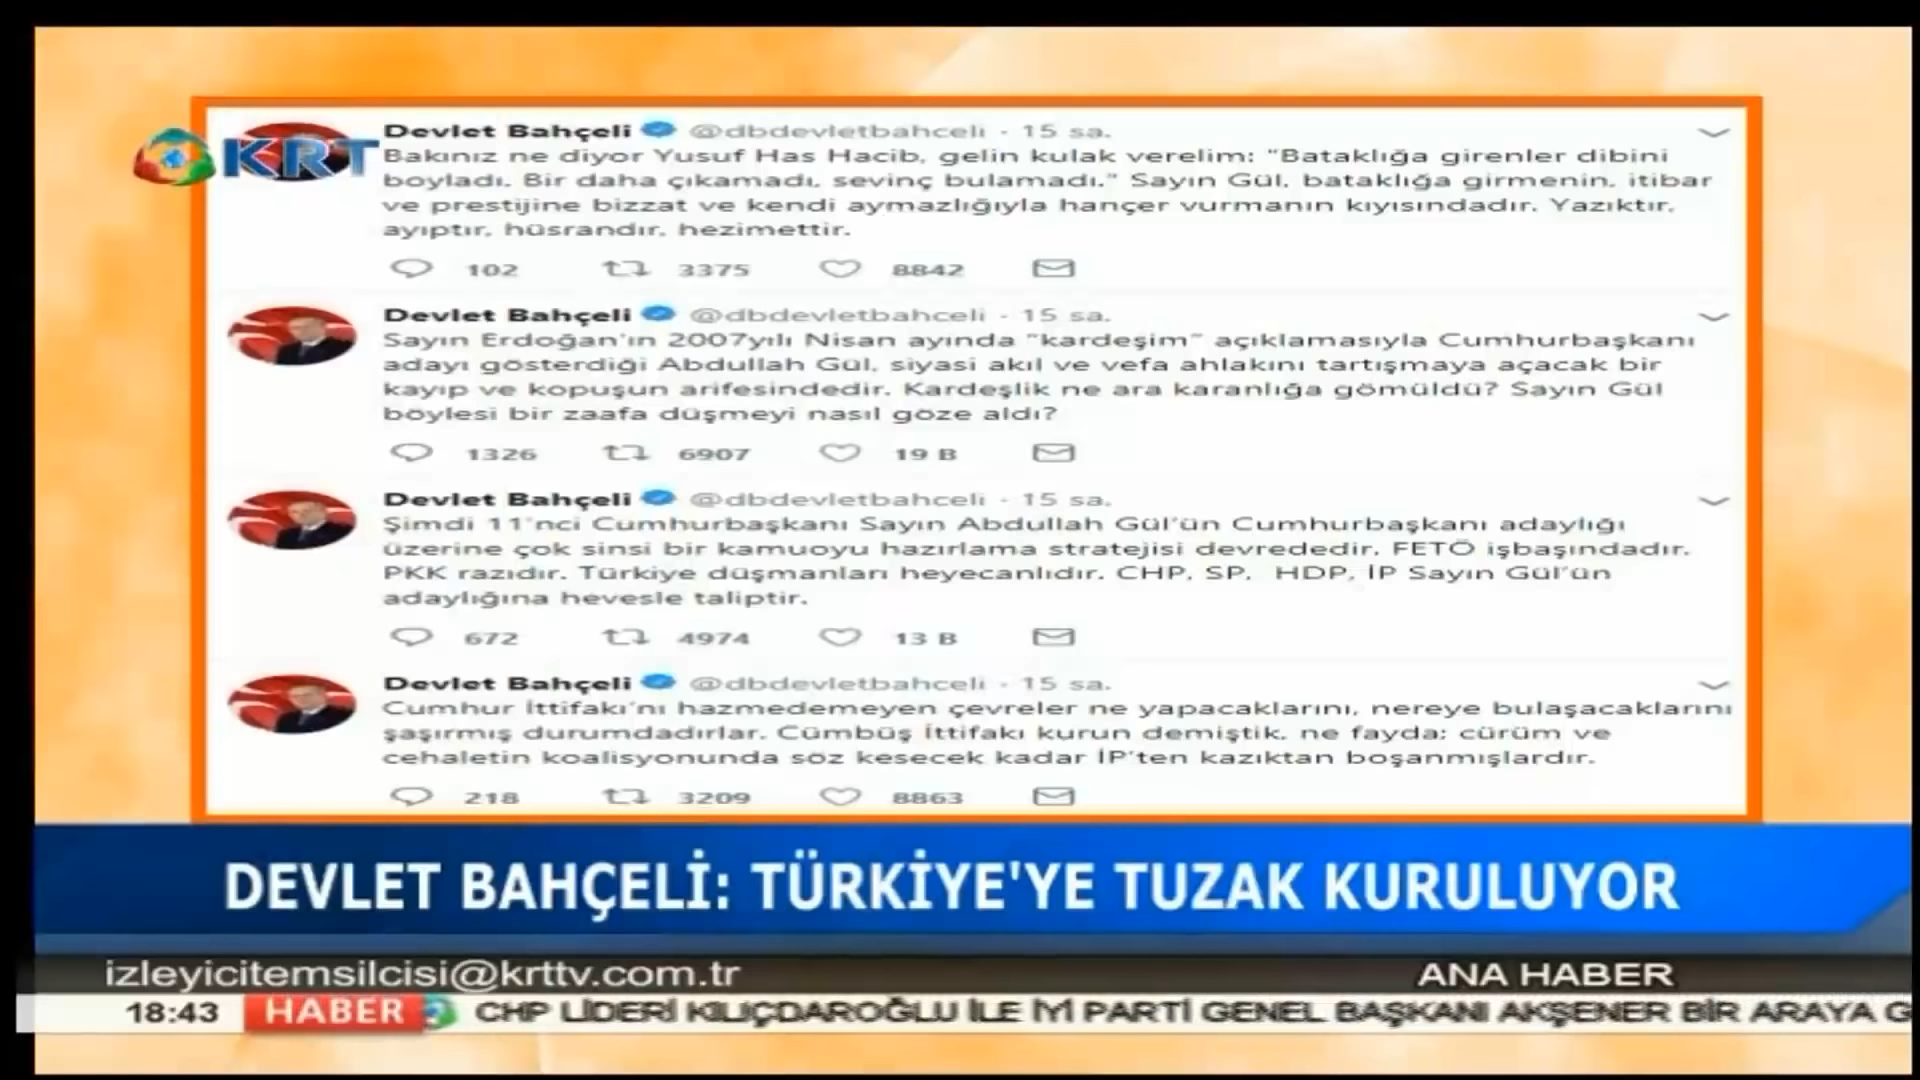 KRT
Devlet Bahçeli @dbdevletbahceli · 15 sa.
Bakınız ne diyor Yusuf Has Hacib, gelin kulak verelim: "Bataklığa girenler dibini
boyladı. Bir daha çıkamadı, sevinç bulamadı." Sayın Gül, bataklığa girmenin, itibar
ve prestijine bizzat ve kendi aymazlığıyla hançer vurmanın kıyısındadır. Yazıktır,
ayıptır, hüsrandır, hezimettir.
102 3375 8842
Devlet Bahçeli @dbdevletbahceli · 15 sa.
Sayın Erdoğan'ın 2007yılı Nisan ayında "kardeşim" açıklamasıyla Cumhurbaşkanı
adayı gösterdiği Abdullah Gül, siyasi akıl ve vefa ahlakını tartışmaya açacak bir
kayıp ve kopuşun arifesindedir. Kardeşlik ne ara karanlığa gömüldü? Sayın Gül
böylesi bir zaafa düşmeyi nasıl göze aldı?
1326 6907 19 B
Devlet Bahçeli @dbdevletbahceli · 15 sa.
Şimdi 11'nci Cumhurbaşkanı Sayın Abdullah Gül'ün Cumhurbaşkanı adaylığı
üzerine çok sinsi bir kamuoyu hazırlama stratejisi devrededir. FETÖ işbaşındadır.
PKK razıdır. Türkiye düşmanları heyecanlıdır. CHP, SP, HDP, İP Sayın Gül'ün
adaylığına hevesle taliptir.
672 4974 13 B
Devlet Bahçeli @dbdevletbahceli · 15 sa.
Cumhur İttifakı'nı hazmedemeyen çevreler ne yapacaklarını, nereye bulaşacaklarını
şaşırmış durumdadırlar. Cümbüş İttifakı kurun demiştik, ne fayda; cürüm ve
cehaletin koalisyonunda söz kesecek kadar İP'ten kazıktan boşanmışlardır.
218 3209 8863
DEVLET BAHÇELİ: TÜRKİYE'YE TUZAK KURULUYOR
izleyicitemsilcisi@krttv.com.tr
ANA HABER
18:43 HABER CHP LİDERİ KILIÇDAROĞLU İLE İYİ PARTİ GENEL BAŞKANI AKŞENER BİR ARAYA G